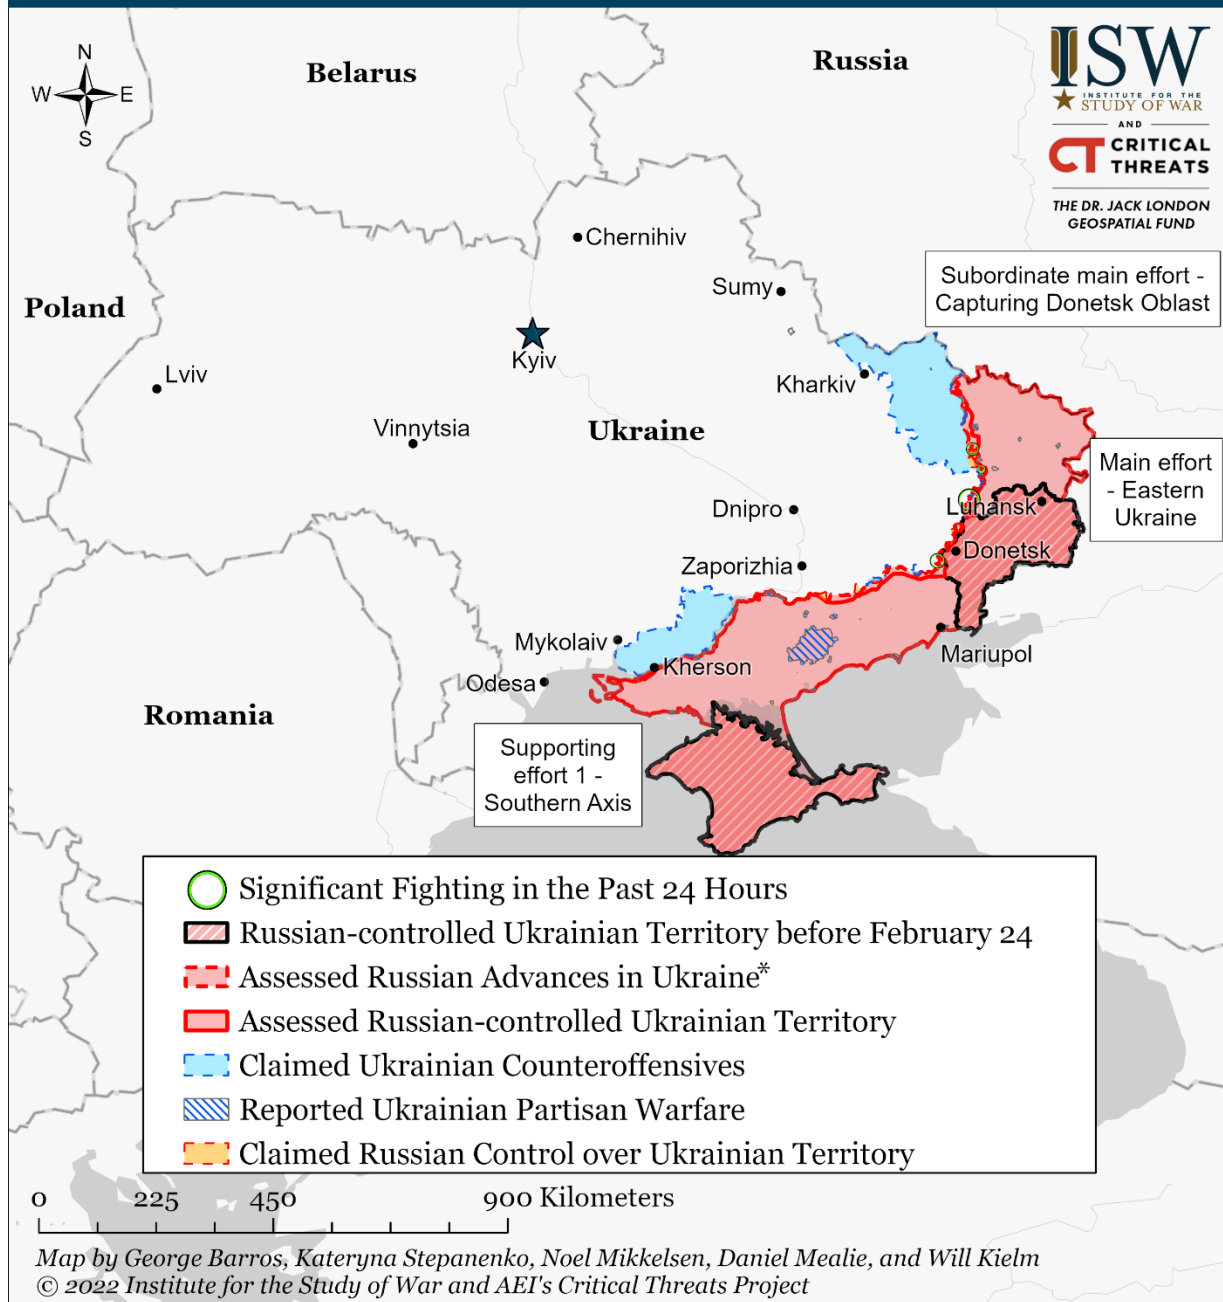 N
W
E
S
Belarus
Russia
ISW
INSTITUTE FOR THE
STUDY OF WAR
AND
CT CRITICAL
THREATS
THE DR. JACK LONDON
GEOSPATIAL FUND
Chernihiv
Subordinate main effort -
Capturing Donetsk Oblast
Sumy
Poland
Kyiv
Lviv
Kharkiv
Vinnytsia
Ukraine
Main effort
- Eastern
Ukraine
Dnipro
Luhansk
Donetsk
Zaporizhia
Mykolaiv
Mariupol
Kherson
Odesa
Romania
Supporting
effort 1 -
Southern Axis
Significant Fighting in the Past 24 Hours
Russian-controlled Ukrainian Territory before February 24
Assessed Russian Advances in Ukraine*
Assessed Russian-controlled Ukrainian Territory
Claimed Ukrainian Counteroffensives
Reported Ukrainian Partisan Warfare
Claimed Russian Control over Ukrainian Territory
0 225 450 900 Kilometers
Map by George Barros, Kateryna Stepanenko, Noel Mikkelsen, Daniel Mealie, and Will Kielm
© 2022 Institute for the Study of War and AEI's Critical Threats Project